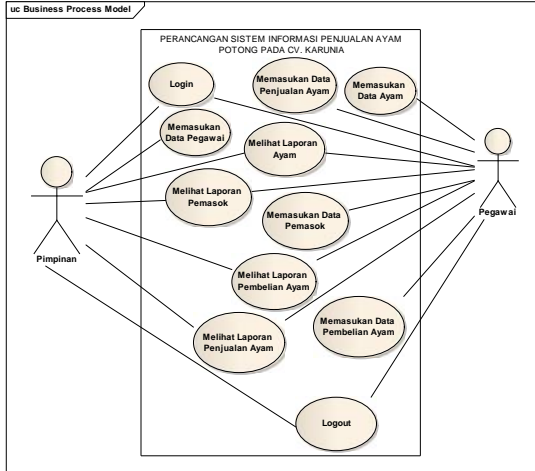 uc Business Process Model
PERANCANGAN SISTEM INFORMASI PENJUALAN AYAM
POTONG PADA CV. KARUNIA
Login
Memasukan Data
Penjualan Ayam
Memasukan
Data Ayam
Memasukan
Data Pegawai
Melihat Laporan
Ayam
Melihat Laporan
Pemasok
Memasukan Data
Pemasok
Pegawai
Pimpinan
Melihat Laporan
Pembelian Ayam
Melihat Laporan
Penjualan Ayam
Memasukan Data
Pembelian Ayam
Logout